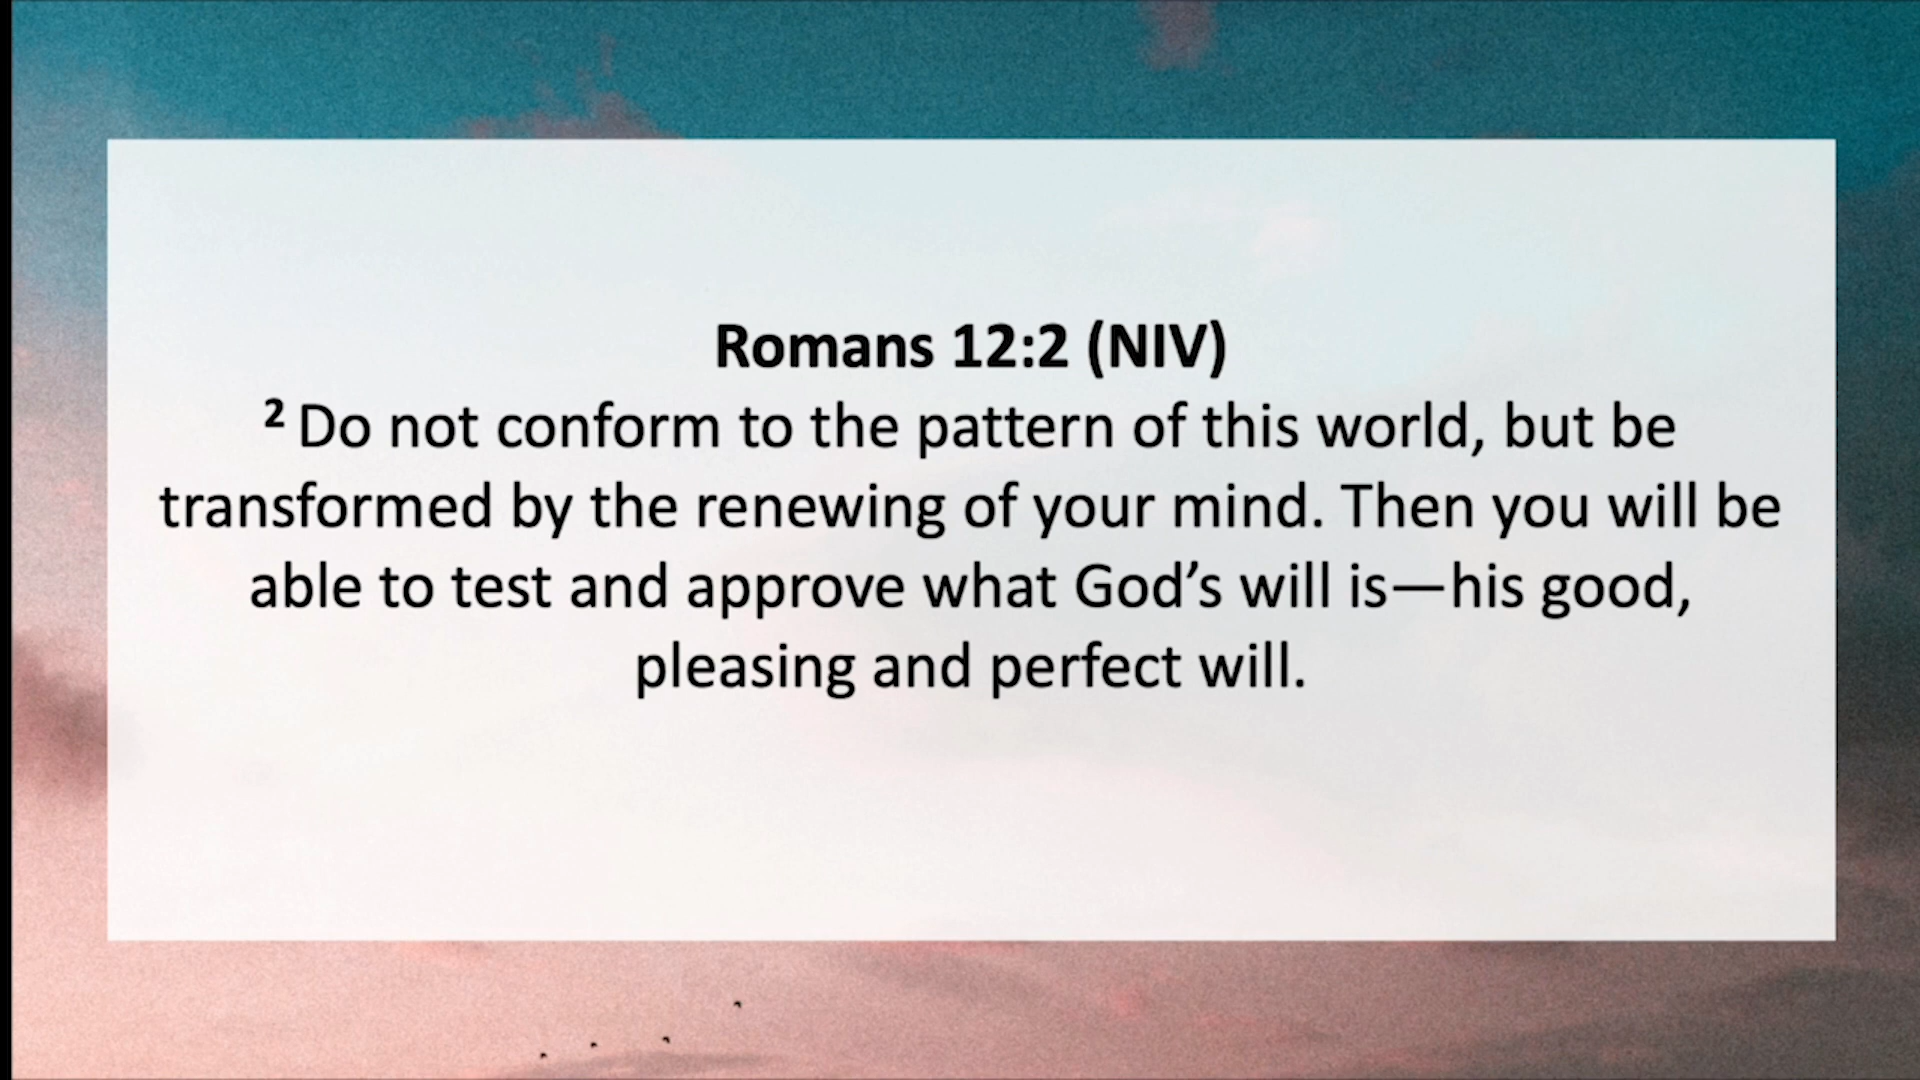 Romans 12:2 (NIV)
2 Do not conform to the pattern of this world, but be
transformed by the renewing of your mind. Then you will be
able to test and approve what God’s will is—his good,
pleasing and perfect will.